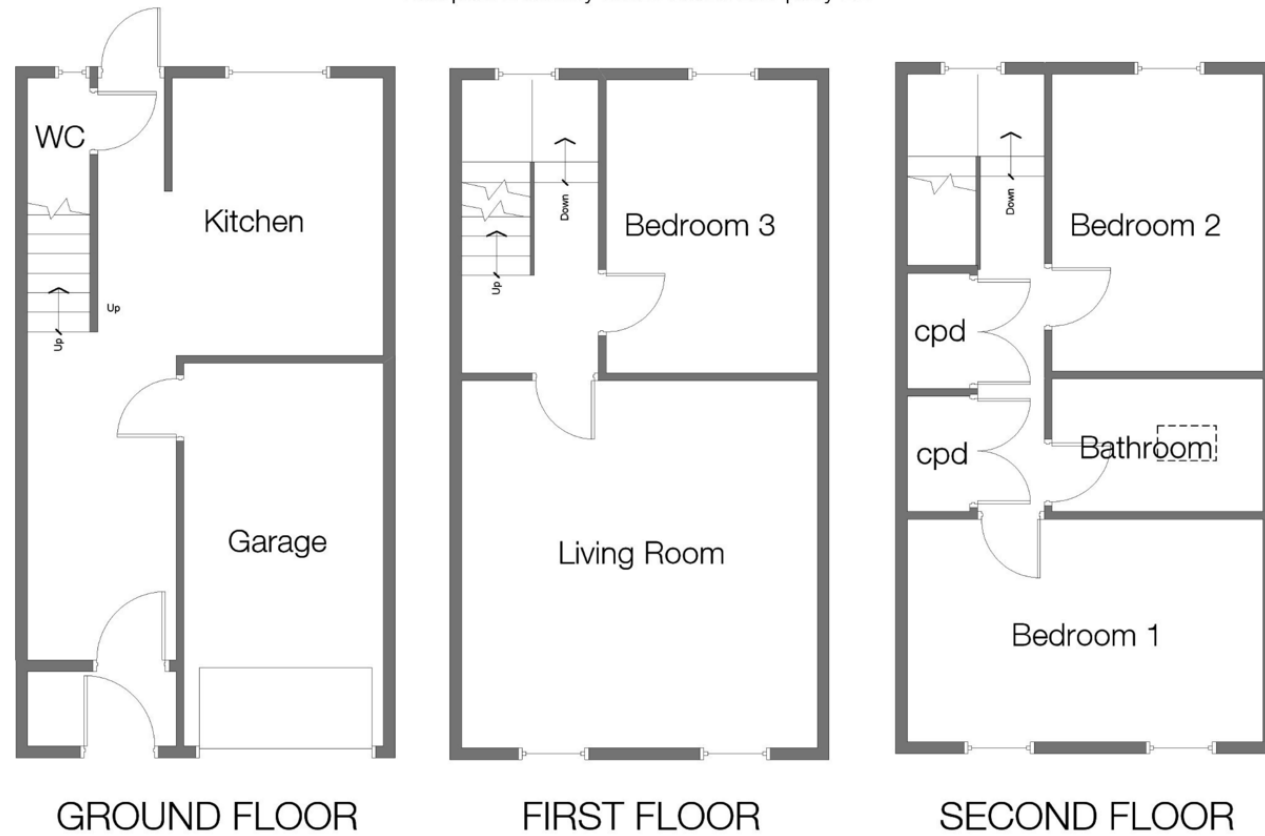 WC
Kitchen
Up
Up
Garage
GROUND FLOOR
Down
Up
Bedroom 3
Living Room
FIRST FLOOR
Down
Bedroom 2
cpd
cpd
Bathroom
Bedroom 1
SECOND FLOOR